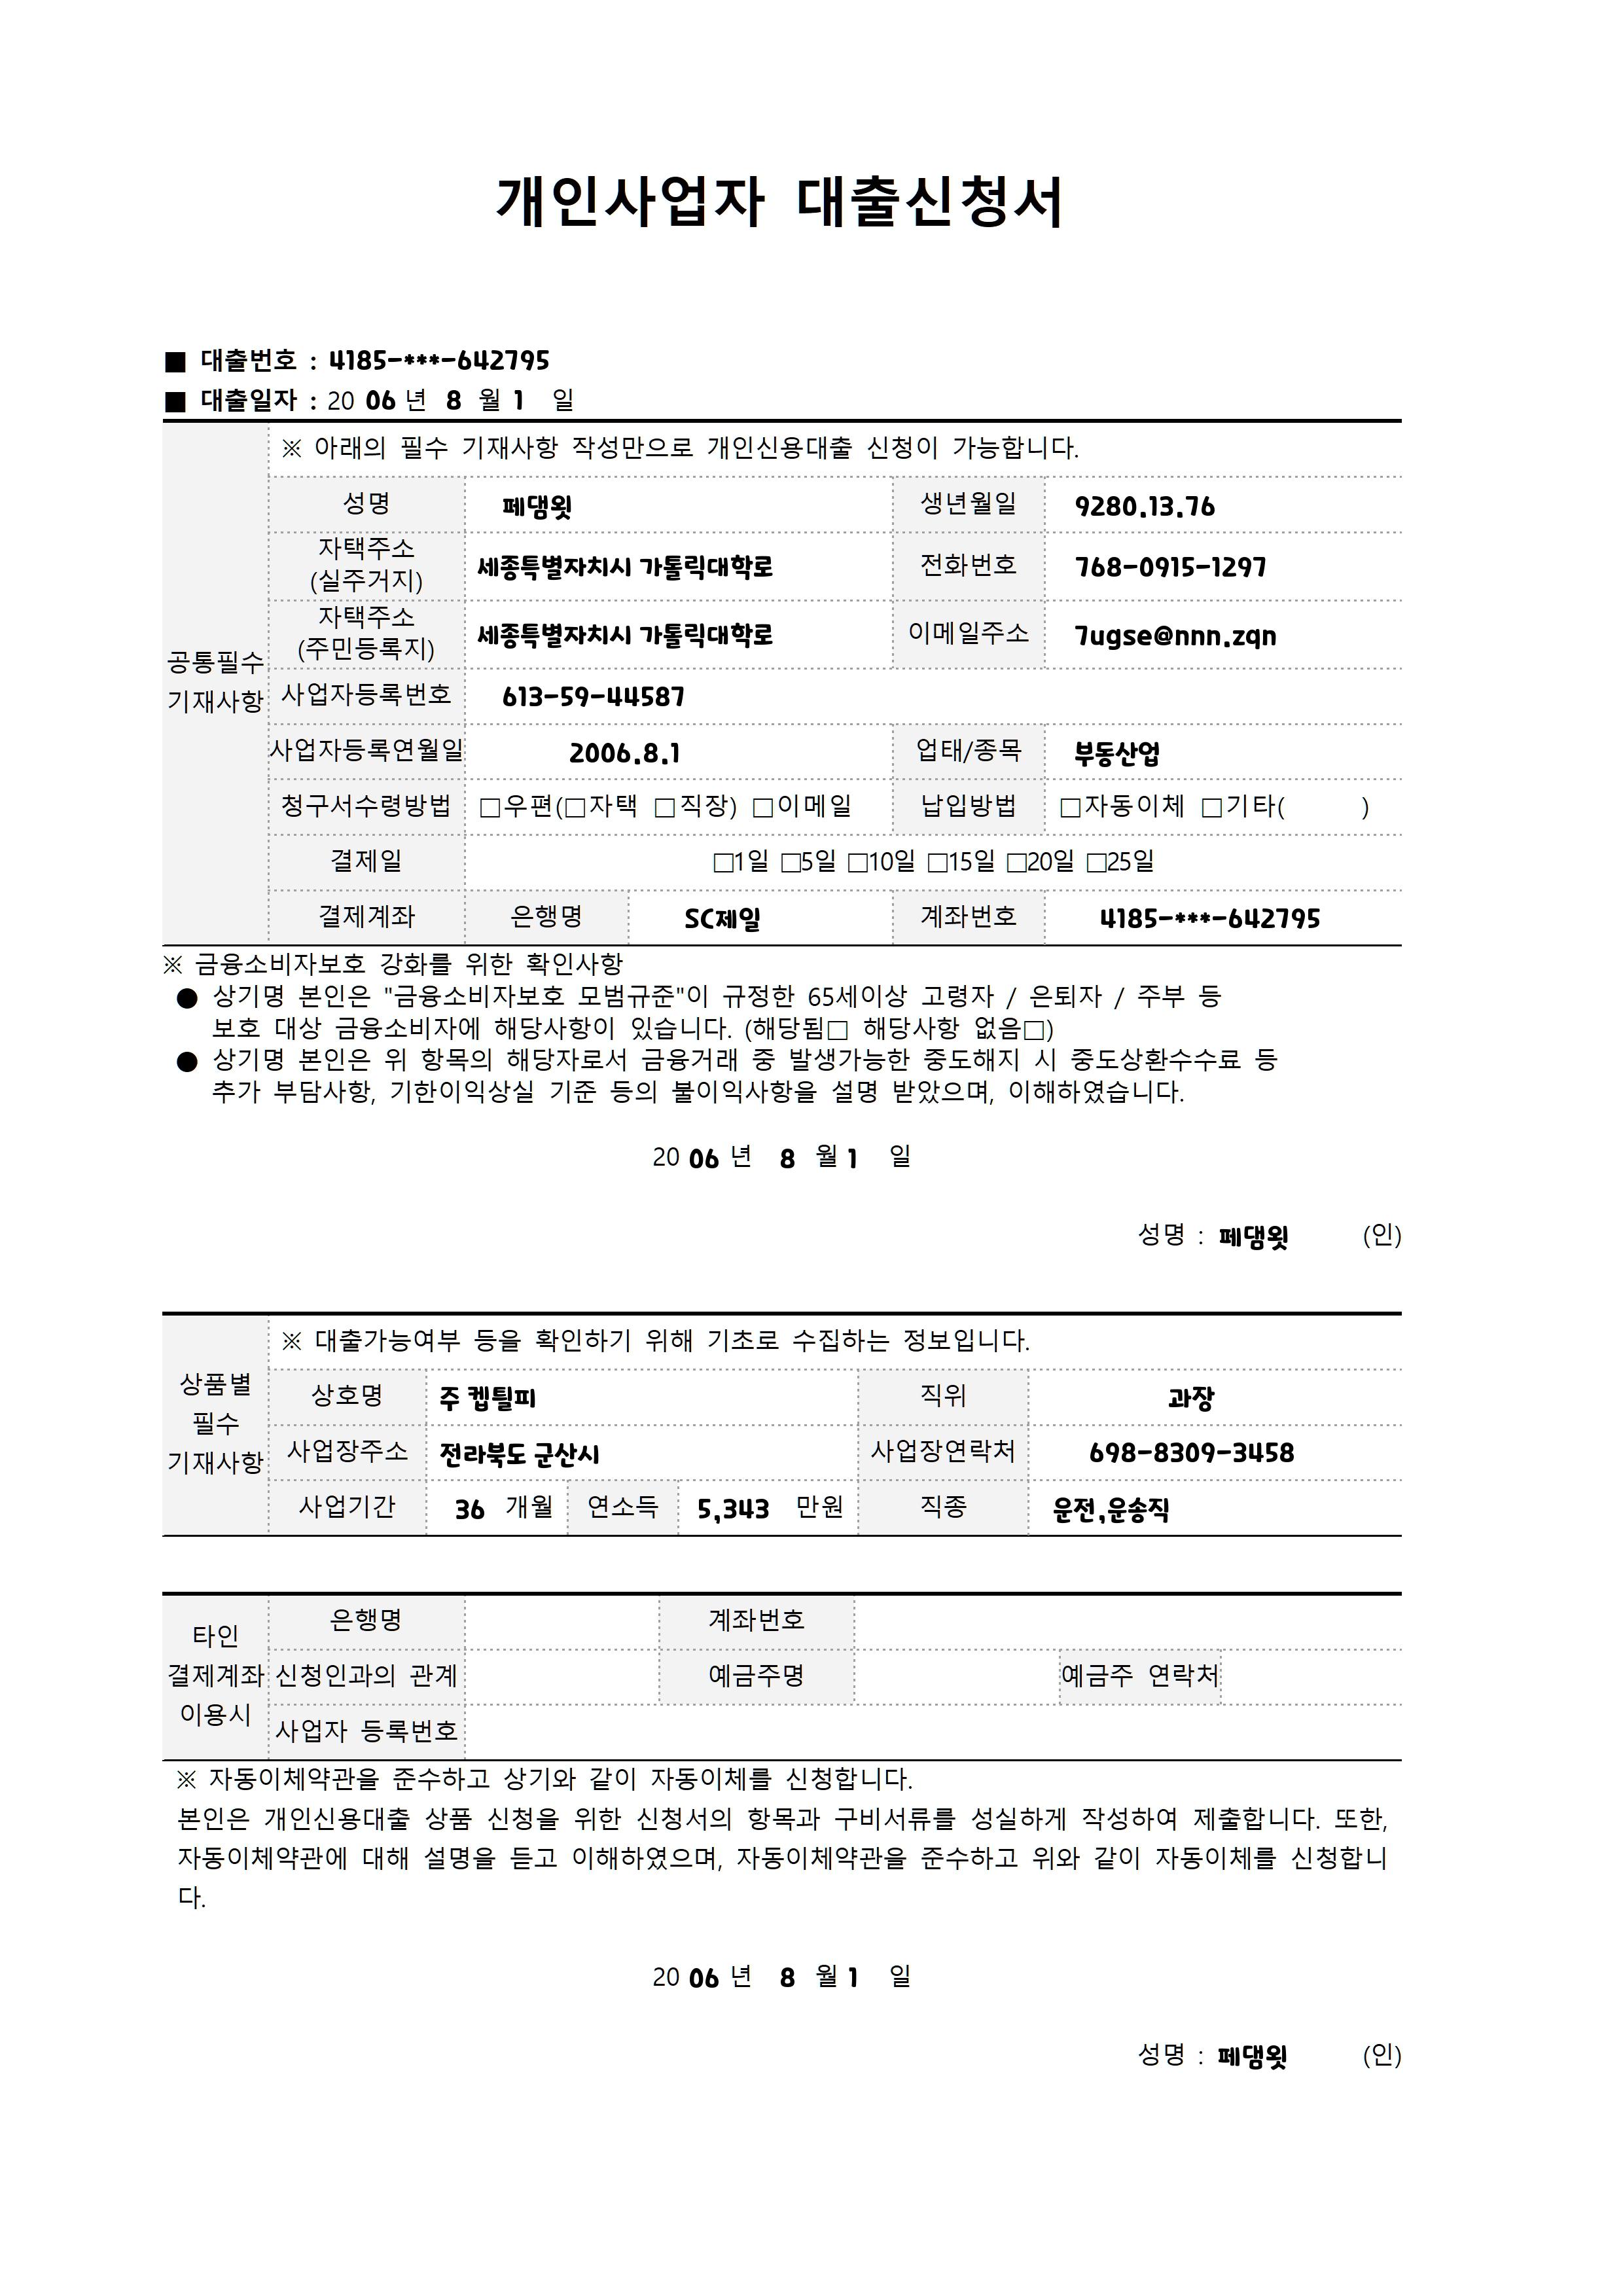 개인사업자 대출신청서
■ 대출번호 : 4185-***-642795
■ 대출일자 : 20 06 년 8 월 1 일
※ 아래의 필수 기재사항 작성만으로 개인신용대출 신청이 가능합니다.
공통필수
기재사항
성명 페댐윗 생년월일 9280.13.76
자택주소
(실주거지) 세종특별자치시 가톨릭대학로 전화번호 768-0915-1297
자택주소
(주민등록지) 세종특별자치시 가톨릭대학로 이메일주소 7ugse@nnn.zqn
사업자등록번호 613-59-44587
사업자등록연월일 2006.8.1 업태/종목 부동산업
청구서수령방법 □우편(□자택 □직장) □이메일 납입방법 □자동이체 □기타( )
결제일 □1일 □5일 □10일 □15일 □20일 □25일
결제계좌 은행명 SC제일 계좌번호 4185-***-642795
※ 금융소비자보호 강화를 위한 확인사항
● 상기명 본인은 "금융소비자보호 모범규준"이 규정한 65세이상 고령자 / 은퇴자 / 주부 등
보호 대상 금융소비자에 해당사항이 있습니다. (해당됨□ 해당사항 없음□)
● 상기명 본인은 위 항목의 해당자로서 금융거래 중 발생가능한 중도해지 시 중도상환수수료 등
추가 부담사항, 기한이익상실 기준 등의 불이익사항을 설명 받았으며, 이해하였습니다.
20 06 년 8 월 1 일
성명 : 페댐윗 (인)
※ 대출가능여부 등을 확인하기 위해 기초로 수집하는 정보입니다.
상품별
필수
기재사항
상호명 주 켑틸피 직위 과장
사업장주소 전라북도 군산시 사업장연락처 698-8309-3458
사업기간 36 개월 연소득 5,343 만원 직종 운전,운송직
타인
결제계좌
이용시
은행명 계좌번호
신청인과의 관계 예금주명 예금주 연락처
사업자 등록번호
※ 자동이체약관을 준수하고 상기와 같이 자동이체를 신청합니다.
본인은 개인신용대출 상품 신청을 위한 신청서의 항목과 구비서류를 성실하게 작성하여 제출합니다. 또한,
자동이체약관에 대해 설명을 듣고 이해하였으며, 자동이체약관을 준수하고 위와 같이 자동이체를 신청합니
다.
20 06 년 8 월 1 일
성명 : 페댐윗 (인)